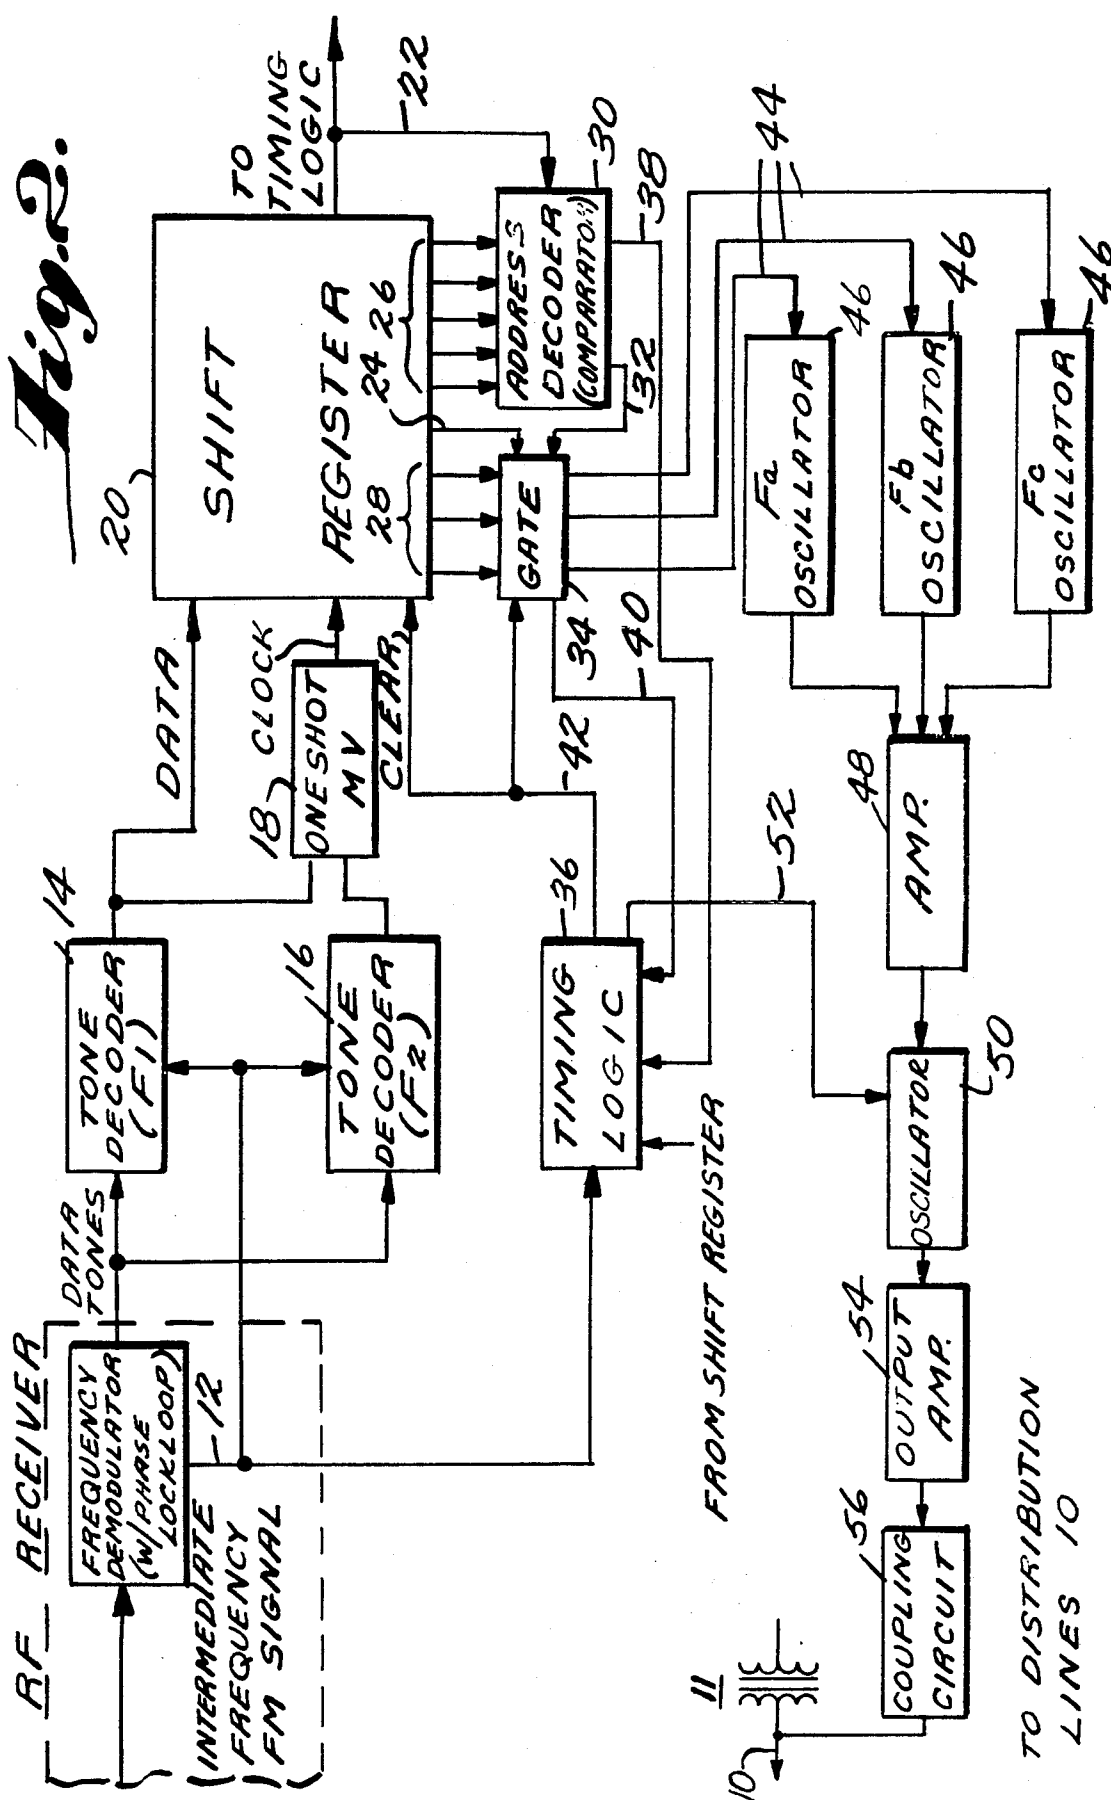 Fig. 2.
RF RECEIVER
FREQUENCY
DEMODULATOR
(W/PHASE
LOCKLOOP)
12
(INTERMEDIATE
FREQUENCY
FM SIGNAL)
DATA
TONES
TONE
DECODER
(F1)
14
TONE
DECODER
(F2)
16
DATA
18
ONESHOT
MV
CLOCK
CLEAR
20
SHIFT
REGISTER
TO
TIMING
LOGIC
22
24
26
28
ADDRESS
DECODER
(COMPARATOR)
30
32
38
GATE
34
40
42
TIMING
LOGIC
36
FROM SHIFT REGISTER
52
44
Fa
OSCILLATOR
46
Fb
OSCILLATOR
46
Fc
OSCILLATOR
46
AMP.
48
OSCILLATOR
50
OUTPUT
AMP.
54
COUPLING
CIRCUIT
56
11
10
TO DISTRIBUTION
LINES 10